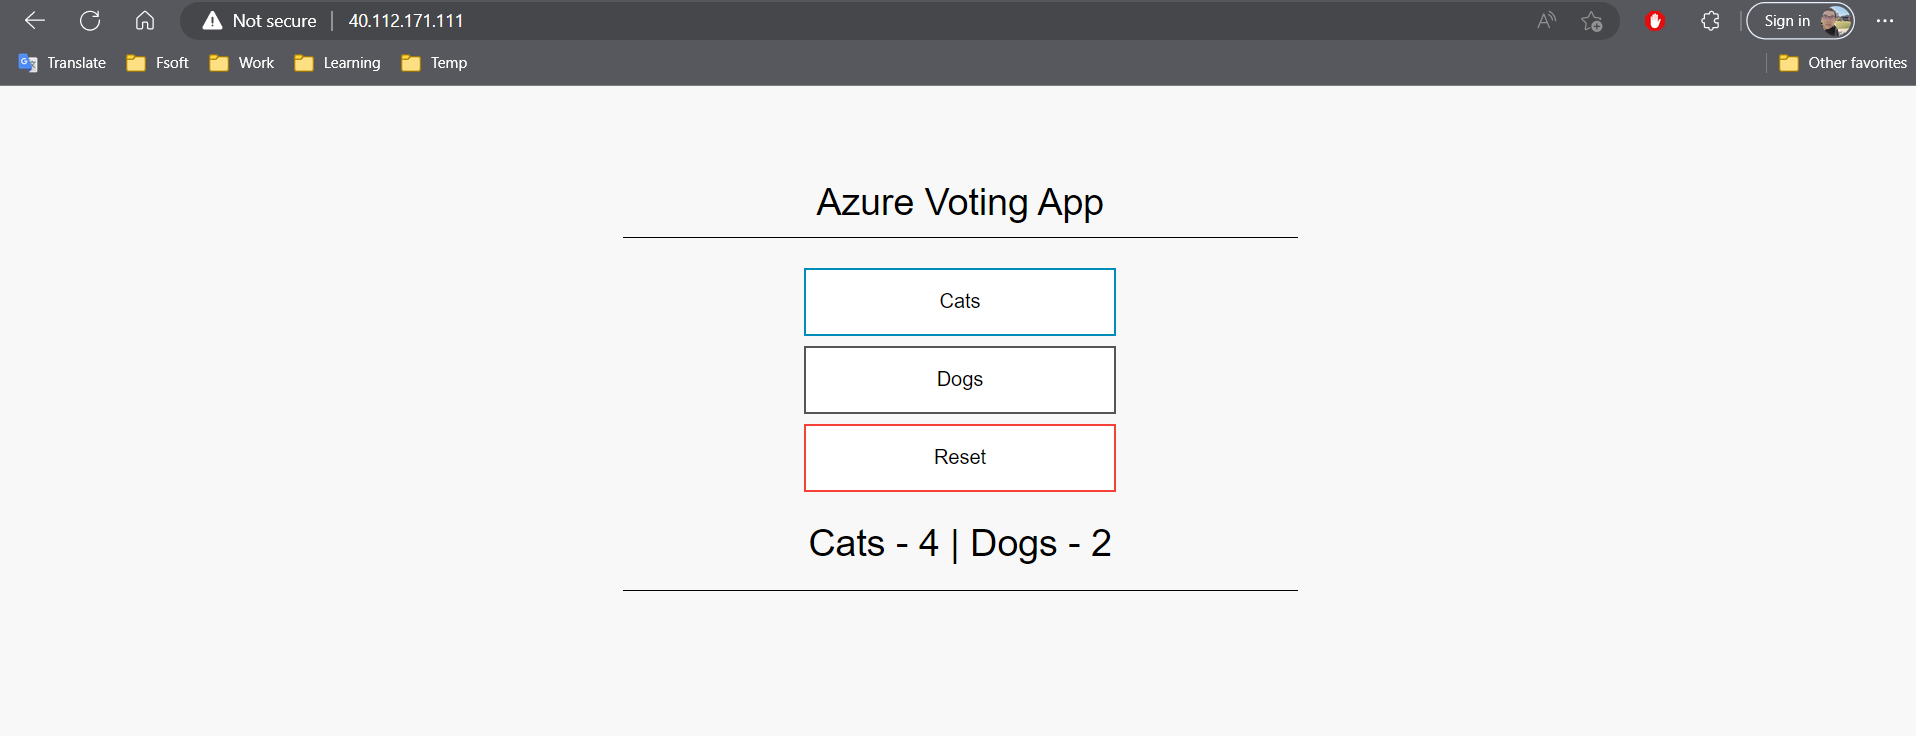 Not secure | 40.112.171.111
Sign in
Translate Fsoft Work Learning Temp Other favorites
Azure Voting App
Cats
Dogs
Reset
Cats - 4 | Dogs - 2